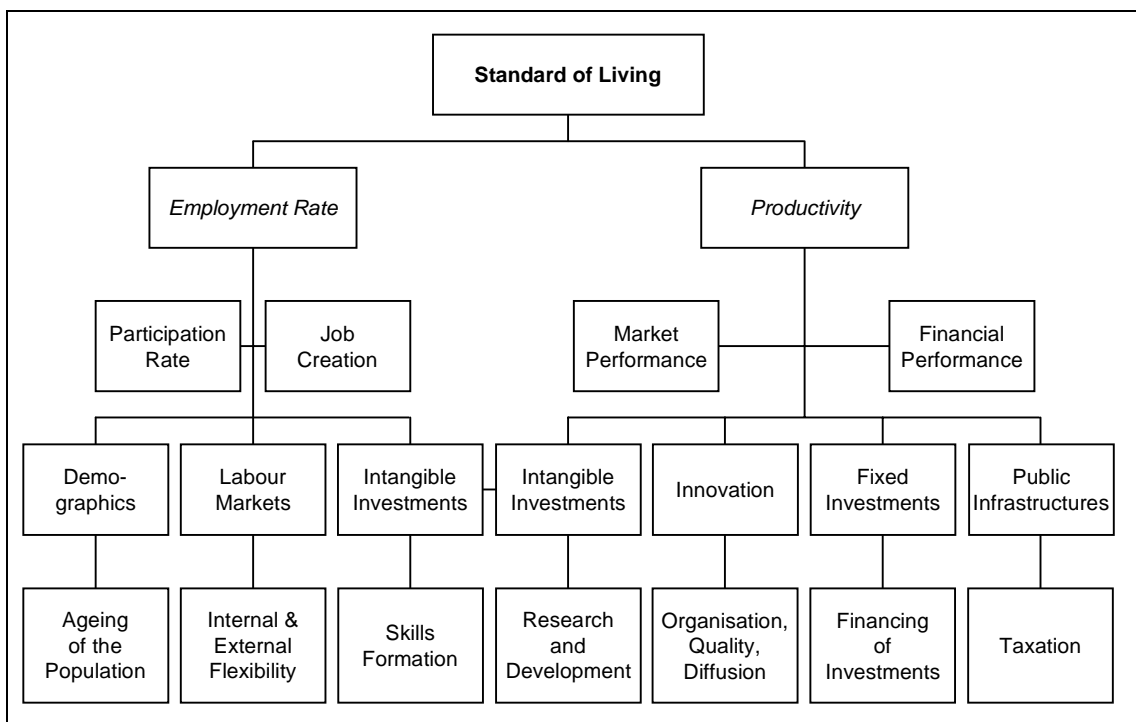 Standard of Living
Employment Rate
Productivity
Participation
Rate
Job
Creation
Market
Performance
Financial
Performance
Demo-
graphics
Labour
Markets
Intangible
Investments
Intangible
Investments
Innovation
Fixed
Investments
Public
Infrastructures
Ageing
of the
Population
Internal &
External
Flexibility
Skills
Formation
Research
and
Development
Organisation,
Quality,
Diffusion
Financing
of
Investments
Taxation